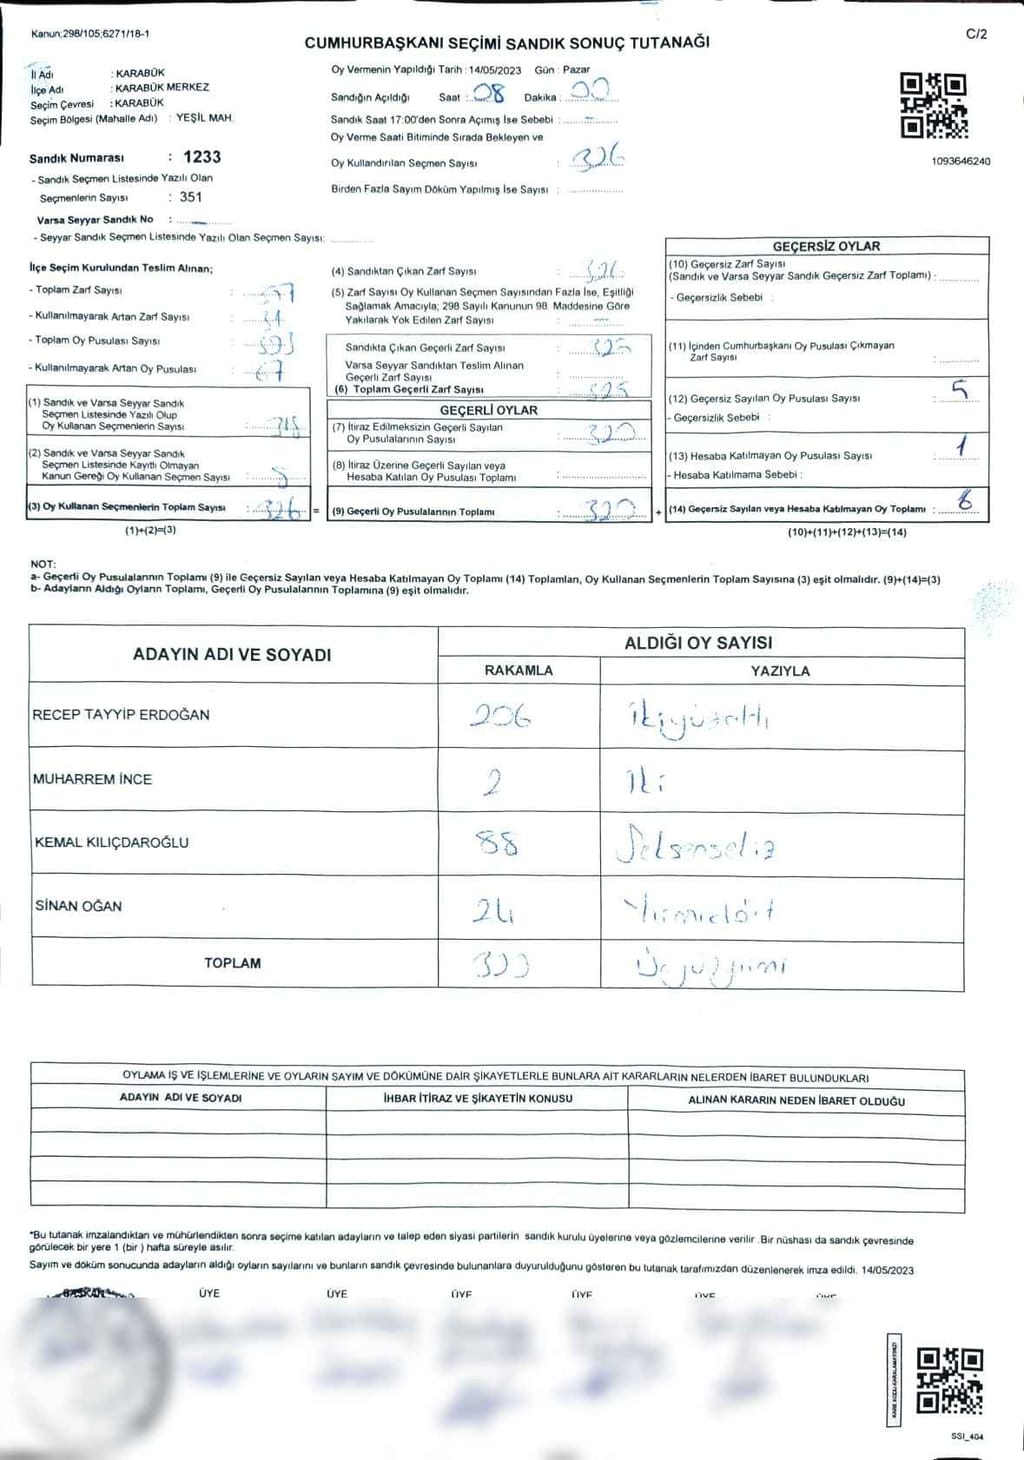 Kanun;298/105;6271/18-1
C/2
CUMHURBAŞKANI SEÇİMİ SANDIK SONUÇ TUTANAĞI
İl Adı : KARABÜK
İlçe Adı : KARABÜK MERKEZ
Seçim Çevresi : KARABÜK
Seçim Bölgesi (Mahalle Adı) : YEŞİL MAH.
Oy Vermenin Yapıldığı Tarih : 14/05/2023 Gün : Pazar
Sandığın Açıldığı Saat : 08 Dakika : 00
Sandık Saat 17:00'den Sonra Açımış İse Sebebi : -
Oy Verme Saati Bitiminde Sırada Bekleyen ve
Oy Kullandırılan Seçmen Sayısı : 326
Birden Fazla Sayım Döküm Yapılmış İse Sayısı :
1093646240
Sandık Numarası : 1233
- Sandık Seçmen Listesinde Yazılı Olan
Seçmenlerin Sayısı : 351
Varsa Seyyar Sandık No : -
- Seyyar Sandık Seçmen Listesinde Yazılı Olan Seçmen Sayısı:
İlçe Seçim Kurulundan Teslim Alınan;
- Toplam Zarf Sayısı :
- Kullanılmayarak Artan Zarf Sayısı :
- Toplam Oy Pusulası Sayısı :
- Kullanılmayarak Artan Oy Pusulası : 67
(1) Sandık ve Varsa Seyyar Sandık
Seçmen Listesinde Yazılı Olup
Oy Kullanan Seçmenlerin Sayısı :
(2) Sandık ve Varsa Seyyar Sandık
Seçmen Listesinde Kayıtlı Olmayan
Kanun Gereği Oy Kullanan Seçmen Sayısı :
(3) Oy Kullanan Seçmenlerin Toplam Sayısı : 326 =
(1)+(2)=(3)
(4) Sandıktan Çıkan Zarf Sayısı : 326
(5) Zarf Sayısı Oy Kullanan Seçmen Sayısından Fazla İse, Eşitliği
Sağlamak Amacıyla; 298 Sayılı Kanunun 98. Maddesine Göre
Yakılarak Yok Edilen Zarf Sayısı : -
Sandıkta Çıkan Geçerli Zarf Sayısı : 325
Varsa Seyyar Sandıktan Teslim Alınan
Geçerli Zarf Sayısı :
(6) Toplam Geçerli Zarf Sayısı : 325
GEÇERLİ OYLAR
(7) İtiraz Edilmeksizin Geçerli Sayılan
Oy Pusulalarının Sayısı : 320
(8) İtiraz Üzerine Geçerli Sayılan veya
Hesaba Katılan Oy Pusulası Toplamı :
(9) Geçerli Oy Pusulalarının Toplamı : 320 +
GEÇERSİZ OYLAR
(10) Geçersiz Zarf Sayısı
(Sandık ve Varsa Seyyar Sandık Geçersiz Zarf Toplamı) :
- Geçersizlik Sebebi :
(11) İçinden Cumhurbaşkanı Oy Pusulası Çıkmayan
Zarf Sayısı :
(12) Geçersiz Sayılan Oy Pusulası Sayısı : 5
- Geçersizlik Sebebi :
(13) Hesaba Katılmayan Oy Pusulası Sayısı : 1
- Hesaba Katılmama Sebebi :
(14) Geçersiz Sayılan veya Hesaba Katılmayan Oy Toplamı : 6
(10)+(11)+(12)+(13)=(14)
NOT:
a- Geçerli Oy Pusulalarının Toplamı (9) ile Geçersiz Sayılan veya Hesaba Katılmayan Oy Toplamı (14) Toplamları, Oy Kullanan Seçmenlerin Toplam Sayısına (3) eşit olmalıdır. (9)+(14)=(3)
b- Adayların Aldığı Oyların Toplamı, Geçerli Oy Pusulalarının Toplamına (9) eşit olmalıdır.
ADAYIN ADI VE SOYADI
ALDIĞI OY SAYISI
RAKAMLA YAZIYLA
RECEP TAYYİP ERDOĞAN 206 ikiyüzaltı
MUHARREM İNCE 2 iki
KEMAL KILIÇDAROĞLU 88 Seksensekiz
SİNAN OĞAN 24 Yirmidört
TOPLAM 320 Üçyüzyirmi
OYLAMA İŞ VE İŞLEMLERİNE VE OYLARIN SAYIM VE DÖKÜMÜNE DAİR ŞİKAYETLERLE BUNLARA AİT KARARLARIN NELERDEN İBARET BULUNDUKLARI
ADAYIN ADI VE SOYADI İHBAR İTİRAZ VE ŞİKAYETİN KONUSU ALINAN KARARIN NEDEN İBARET OLDUĞU
*Bu tutanak imzalandıktan ve mühürlendikten sonra seçime katılan adayların ve talep eden siyasi partilerin sandık kurulu üyelerine veya gözlemcilerine verilir .Bir nüshası da sandık çevresinde
görülecek bir yere 1 (bir ) hafta süreyle asılır.
Sayım ve döküm sonucunda adayların aldığı oyların sayılarını ve bunların sandık çevresinde bulunanlara duyurulduğunu gösteren bu tutanak tarafımızdan düzenlenerek imza edildi. 14/05/2023
BAŞKAN ÜYE ÜYE ÜYE ÜYE ÜYE
KARE KODU KARALAMAYINIZ!
SSI_404